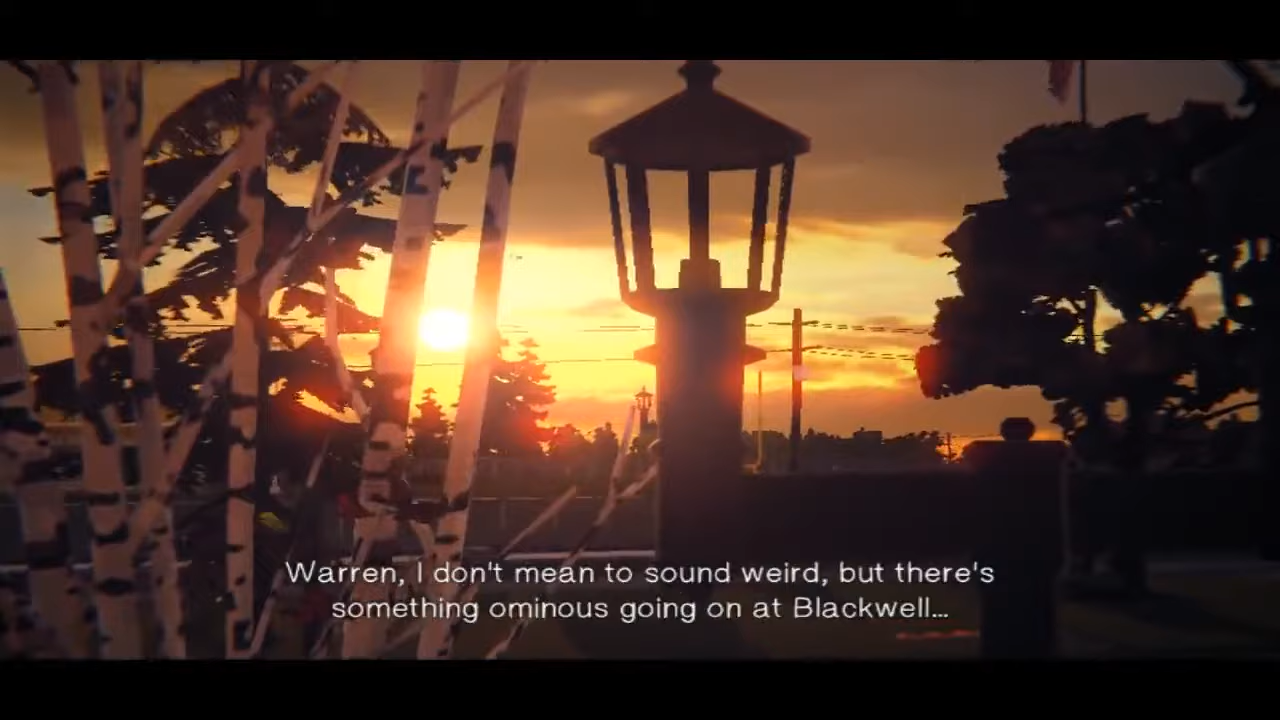 Warren, I don't mean to sound weird, but there's
something ominous going on at Blackwell...